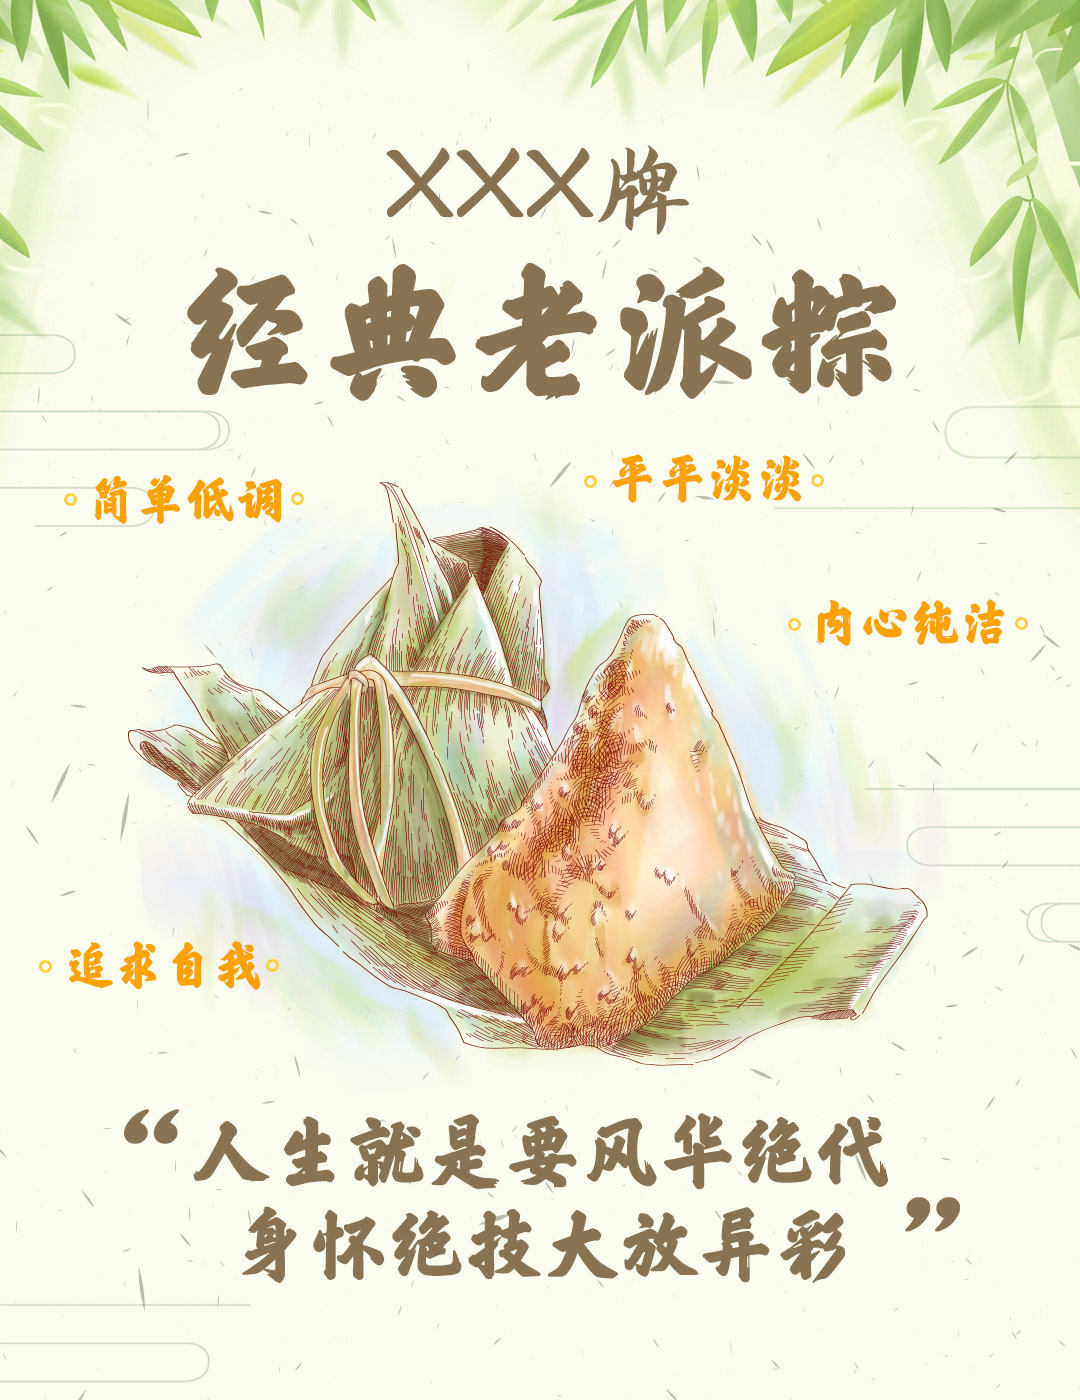 XXX牌
经典老派粽
简单低调
平平淡淡
内心纯洁
追求自我
“人生就是要风华绝代
身怀绝技大放异彩”